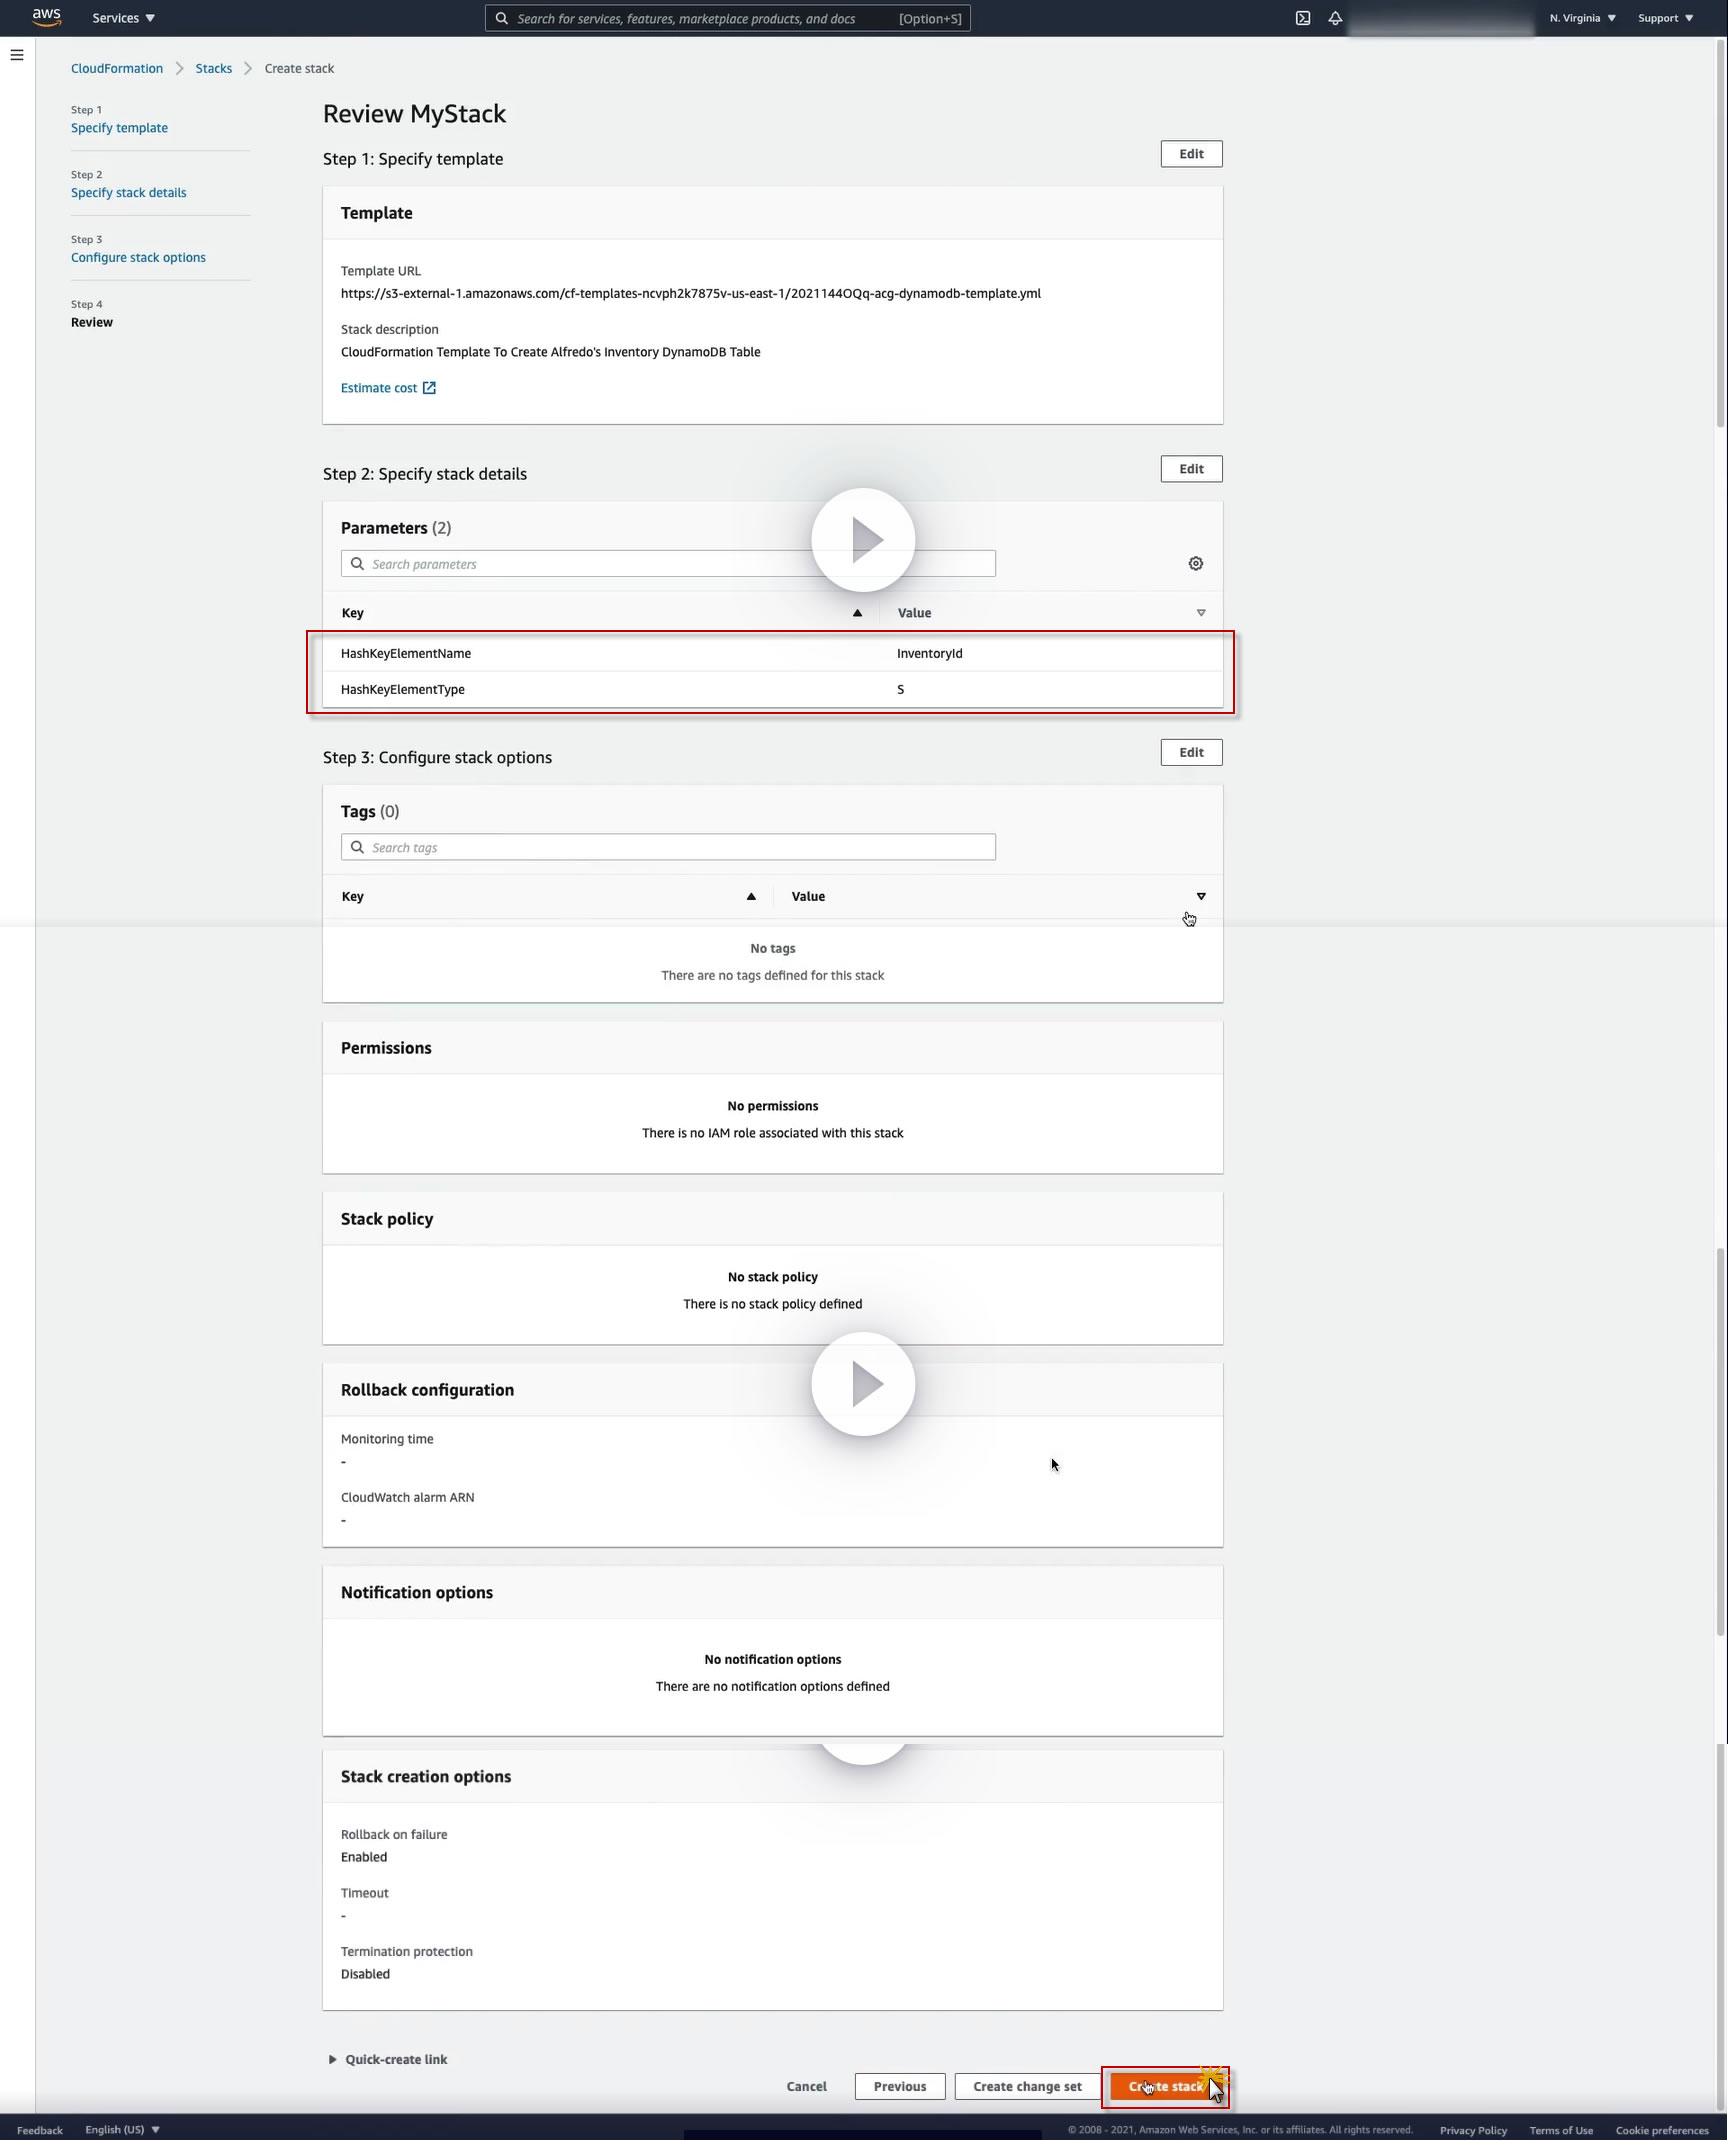 aws
Services
Search for services, features, marketplace products, and docs [Option+S]
N. Virginia
Support
CloudFormation Stacks Create stack
Step 1
Specify template
Step 2
Specify stack details
Step 3
Configure stack options
Step 4
Review
Review MyStack
Step 1: Specify template
Edit
Template
Template URL
https://s3-external-1.amazonaws.com/cf-templates-ncvph2k7875v-us-east-1/2021144OQq-acg-dynamodb-template.yml
Stack description
CloudFormation Template To Create Alfredo's Inventory DynamoDB Table
Estimate cost
Step 2: Specify stack details
Edit
Parameters (2)
Search parameters
Key Value
HashKeyElementName InventoryId
HashKeyElementType S
Step 3: Configure stack options
Edit
Tags (0)
Search tags
Key Value
No tags
There are no tags defined for this stack
Permissions
No permissions
There is no IAM role associated with this stack
Stack policy
No stack policy
There is no stack policy defined
Rollback configuration
Monitoring time
-
CloudWatch alarm ARN
-
Notification options
No notification options
There are no notification options defined
Stack creation options
Rollback on failure
Enabled
Timeout
-
Termination protection
Disabled
Quick-create link
Cancel Previous Create change set Create stack
Feedback English (US) © 2008 - 2021, Amazon Web Services, Inc. or its affiliates. All rights reserved. Privacy Policy Terms of Use Cookie preferences